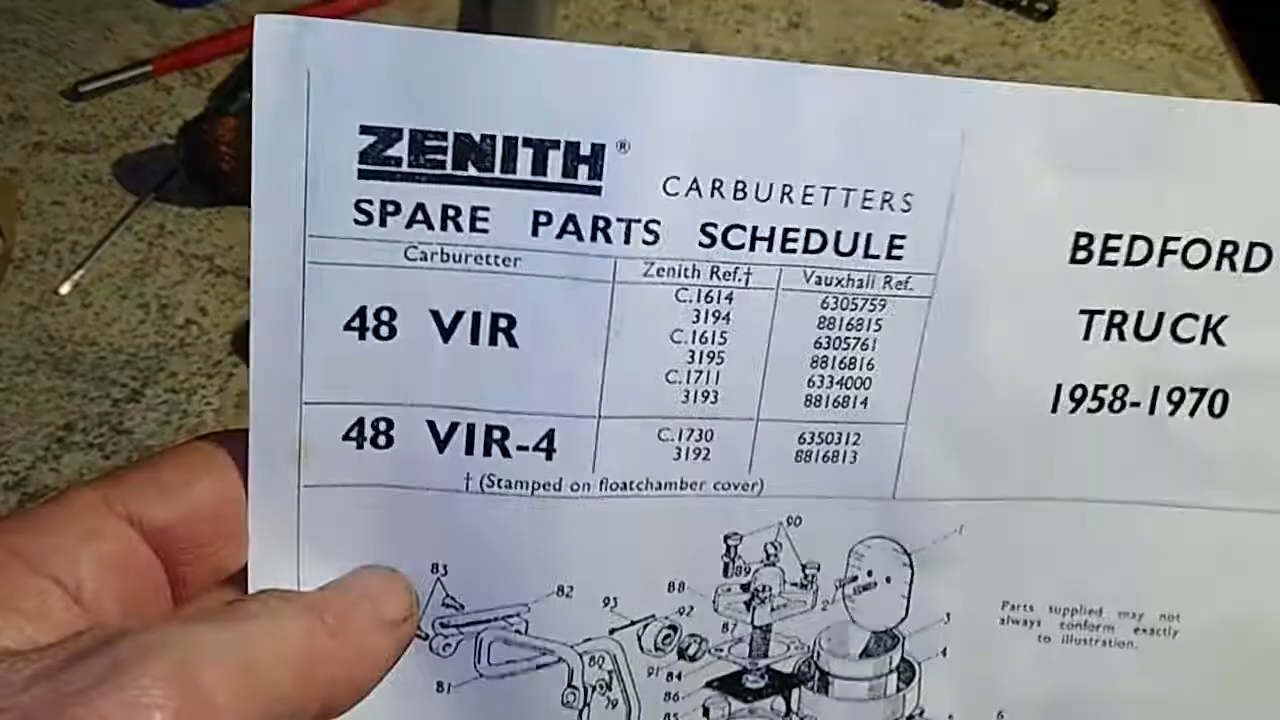 ZENITH ®
CARBURETTERS
SPARE PARTS SCHEDULE
Carburetter Zenith Ref.† Vauxhall Ref.
48 VIR
C.1614 6305759
3194 8816815
C.1615 6305761
3195 8816816
C.1711 6334000
3193 8816814
48 VIR-4
C.1730 6350312
3192 8816813
† (Stamped on floatchamber cover)
BEDFORD
TRUCK
1958-1970
90
1
89
83
82
88
93
92
2
87
3
Parts supplied may not
always conform exactly
to illustration.
80
91
84
4
81
79
86
85
6